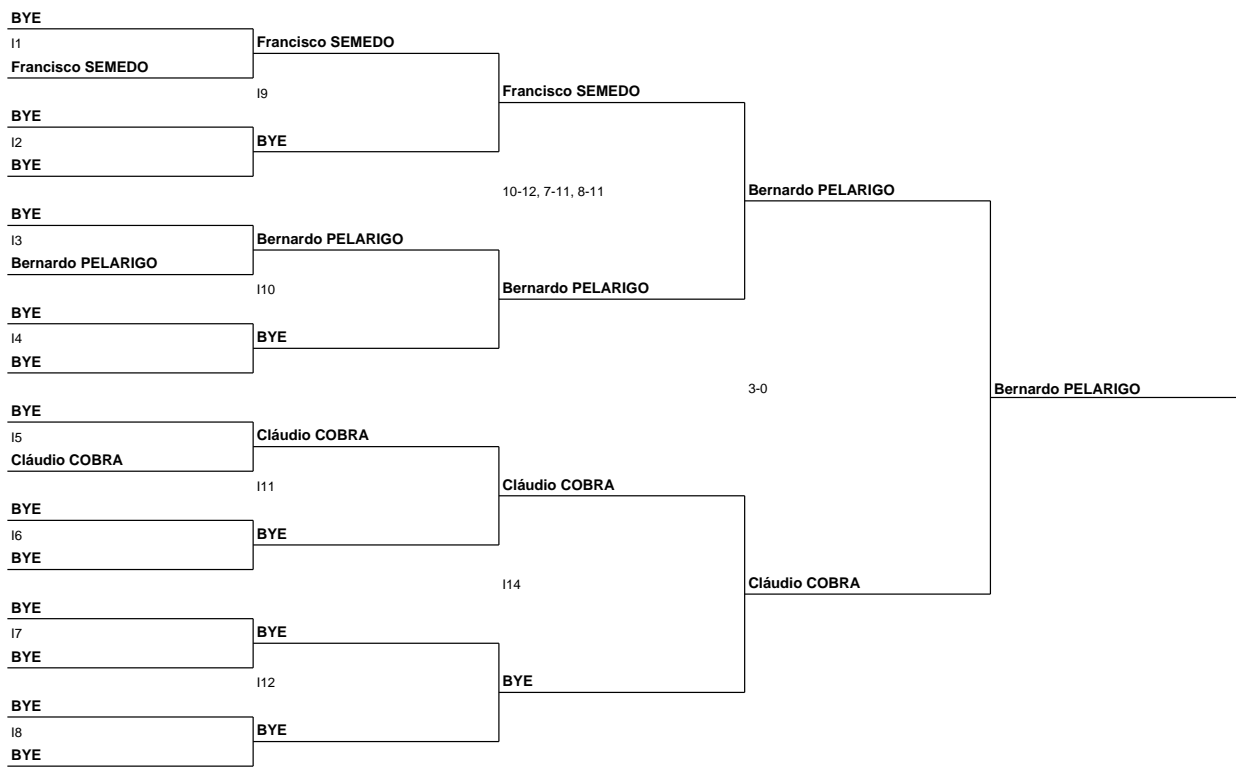 BYE
I1
Francisco SEMEDO
Francisco SEMEDO
I9
BYE
I2
BYE
BYE
Francisco SEMEDO
10-12, 7-11, 8-11
BYE
I3
Bernardo PELARIGO
Bernardo PELARIGO
I10
BYE
I4
BYE
BYE
Bernardo PELARIGO
Bernardo PELARIGO
3-0
Bernardo PELARIGO
BYE
I5
Cláudio COBRA
Cláudio COBRA
I11
BYE
I6
BYE
BYE
Cláudio COBRA
I14
Cláudio COBRA
BYE
I7
BYE
BYE
I12
BYE
BYE
I8
BYE
BYE